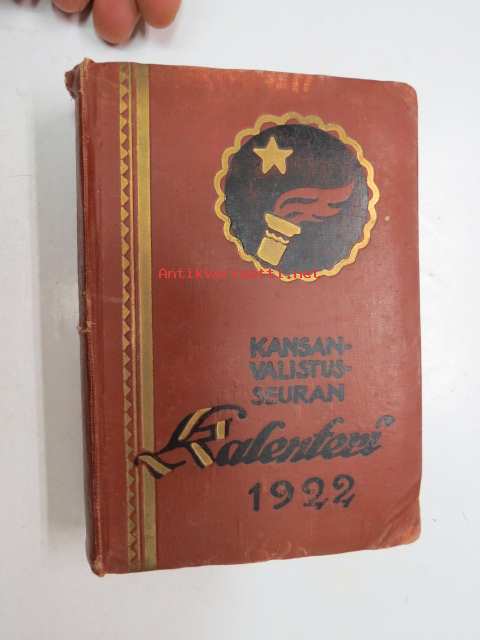 Antikvariaatti.net
KANSAN-
VALISTUS-
SEURAN
Kalenteri
1922